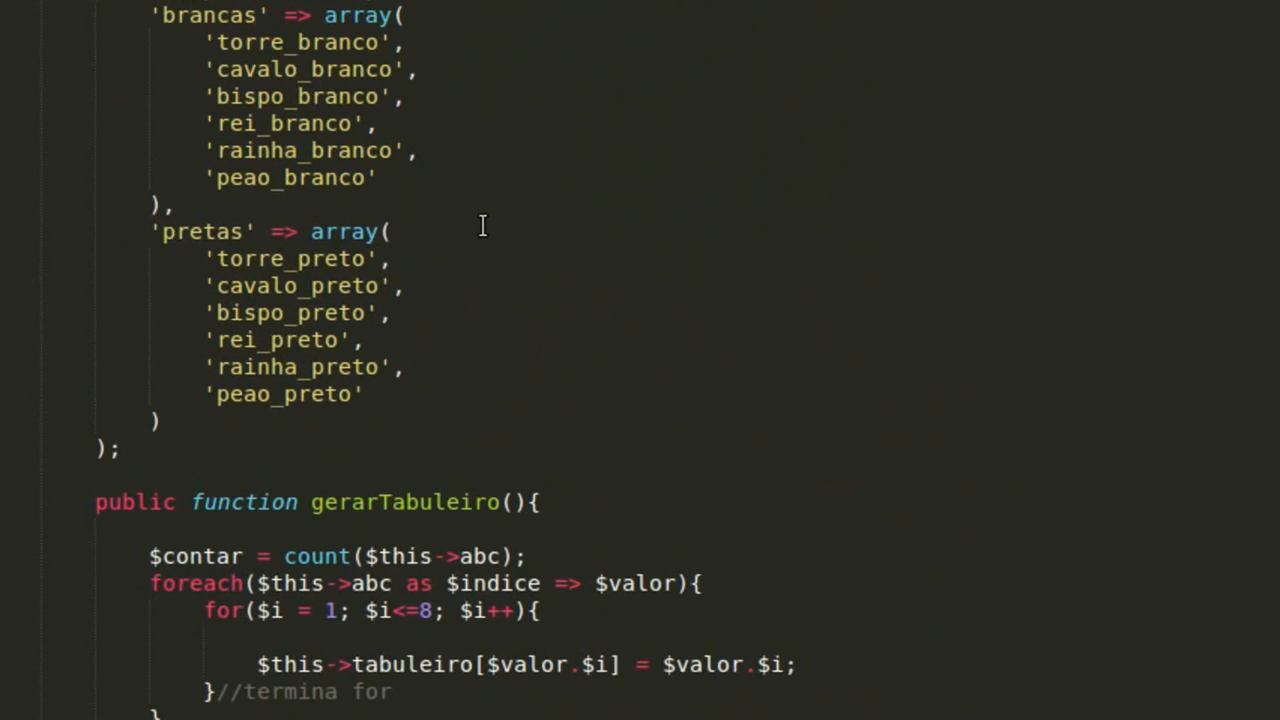 'brancas' => array(
'torre_branco',
'cavalo_branco',
'bispo_branco',
'rei_branco',
'rainha_branco',
'peao_branco'
),
'pretas' => array(
'torre_preto',
'cavalo_preto',
'bispo_preto',
'rei_preto',
'rainha_preto',
'peao_preto'
)
);
public function gerarTabuleiro(){
$contar = count($this->abc);
foreach($this->abc as $indice => $valor){
for($i = 1; $i<=8; $i++){
$this->tabuleiro[$valor.$i] = $valor.$i;
}//termina for
}